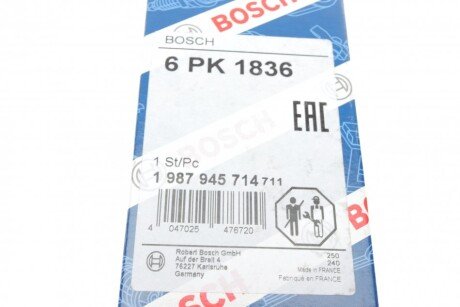 BOSCH
BOSCH
6 PK 1836
BOSCH
EAC
1 St/Pc
1 987 945 714 711
4 047025 476720
Robert Bosch GmbH
Auf der Breit 4
76227 Karlsruhe
Germany
250
240
Made in FRANCE
Fabriqué en FRANCE